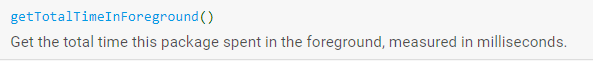 getTotalTimeInForeground()
Get the total time this package spent in the foreground, measured in milliseconds.